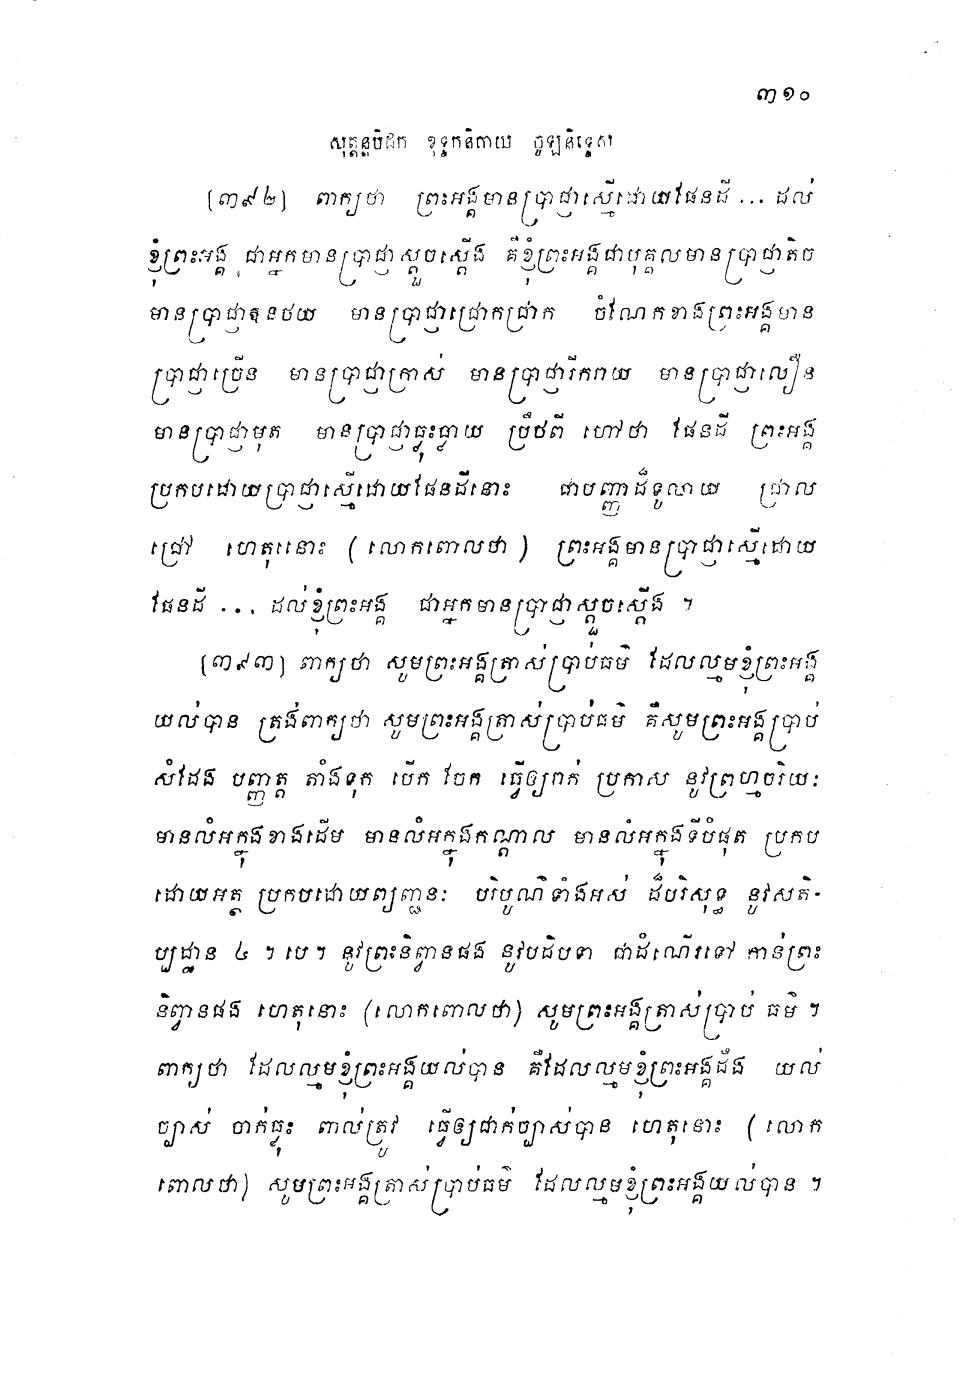 ៣១០
សុត្តន្តបិដក ខុទ្ទកនិកាយ ចូឡនិទ្ទេស
[៣៩២] ពាក្យថា ព្រះអង្គមានប្រាជ្ញាស្មើដោយផែនដី ... ដល់
ខ្ញុំព្រះអង្គ ជាអ្នកមានប្រាជ្ញាស្តួចស្តើង គឺខ្ញុំព្រះអង្គជាបុគ្គលមានប្រាជ្ញាតិច
មានប្រាជ្ញាតុនថយ មានប្រាជ្ញាជ្រោកជ្រាក ចំណែកខាងព្រះអង្គមាន
ប្រាជ្ញាច្រើន មានប្រាជ្ញាក្រាស់ មានប្រាជ្ញារីករាយ មានប្រាជ្ញាលឿន
មានប្រាជ្ញាមុត មានប្រាជ្ញាធ្លុះធ្លាយ ប្រឹថពី ហៅថា ផែនដី ព្រះអង្គ
ប្រកបដោយប្រាជ្ញាស្មើដោយផែនដីនោះ ជាបញ្ញាដ៏ទូលាយ ជ្រាល
ជ្រៅ ហេតុនោះ (លោកពោលថា) ព្រះអង្គមានប្រាជ្ញាស្មើដោយ
ផែនដី ... ដល់ខ្ញុំព្រះអង្គ ជាអ្នកមានប្រាជ្ញាស្តួចស្តើង ។
[៣៩៣] ពាក្យថា សូមព្រះអង្គត្រាស់ប្រាប់ធម៌ ដែលល្មមខ្ញុំព្រះអង្គ
យល់បាន ត្រង់ពាក្យថា សូមព្រះអង្គត្រាស់ប្រាប់ធម៌ គឺសូមព្រះអង្គប្រាប់
សំដែង បញ្ញត្ត តាំងទុក បើក ចែក ធ្វើឲ្យរាក់ ប្រកាស នូវព្រហ្មចរិយៈ
មានលំអក្នុងខាងដើម មានលំអក្នុងកណ្តាល មានលំអក្នុងទីបំផុត ប្រកប
ដោយអត្ថ ប្រកបដោយព្យញ្ជនៈ បរិបូណ៌ទាំងអស់ ដ៏បរិសុទ្ធ នូវសតិ-
ប្បដ្ឋាន ៤ ។ បេ ។ នូវព្រះនិព្វានផង នូវបដិបទា ជាដំណើរទៅ កាន់ព្រះ
និព្វានផង ហេតុនោះ (លោកពោលថា) សូមព្រះអង្គត្រាស់ប្រាប់ ធម៌ ។
ពាក្យថា ដែលល្មមខ្ញុំព្រះអង្គយល់បាន គឺដែលល្មមខ្ញុំព្រះអង្គដឹង យល់
ច្បាស់ ចាក់ធ្លុះ ពាល់ត្រូវ ធ្វើឲ្យជាក់ច្បាស់បាន ហេតុនោះ (លោក
ពោលថា) សូមព្រះអង្គត្រាស់ប្រាប់ធម៌ ដែលល្មមខ្ញុំព្រះអង្គយល់បាន ។